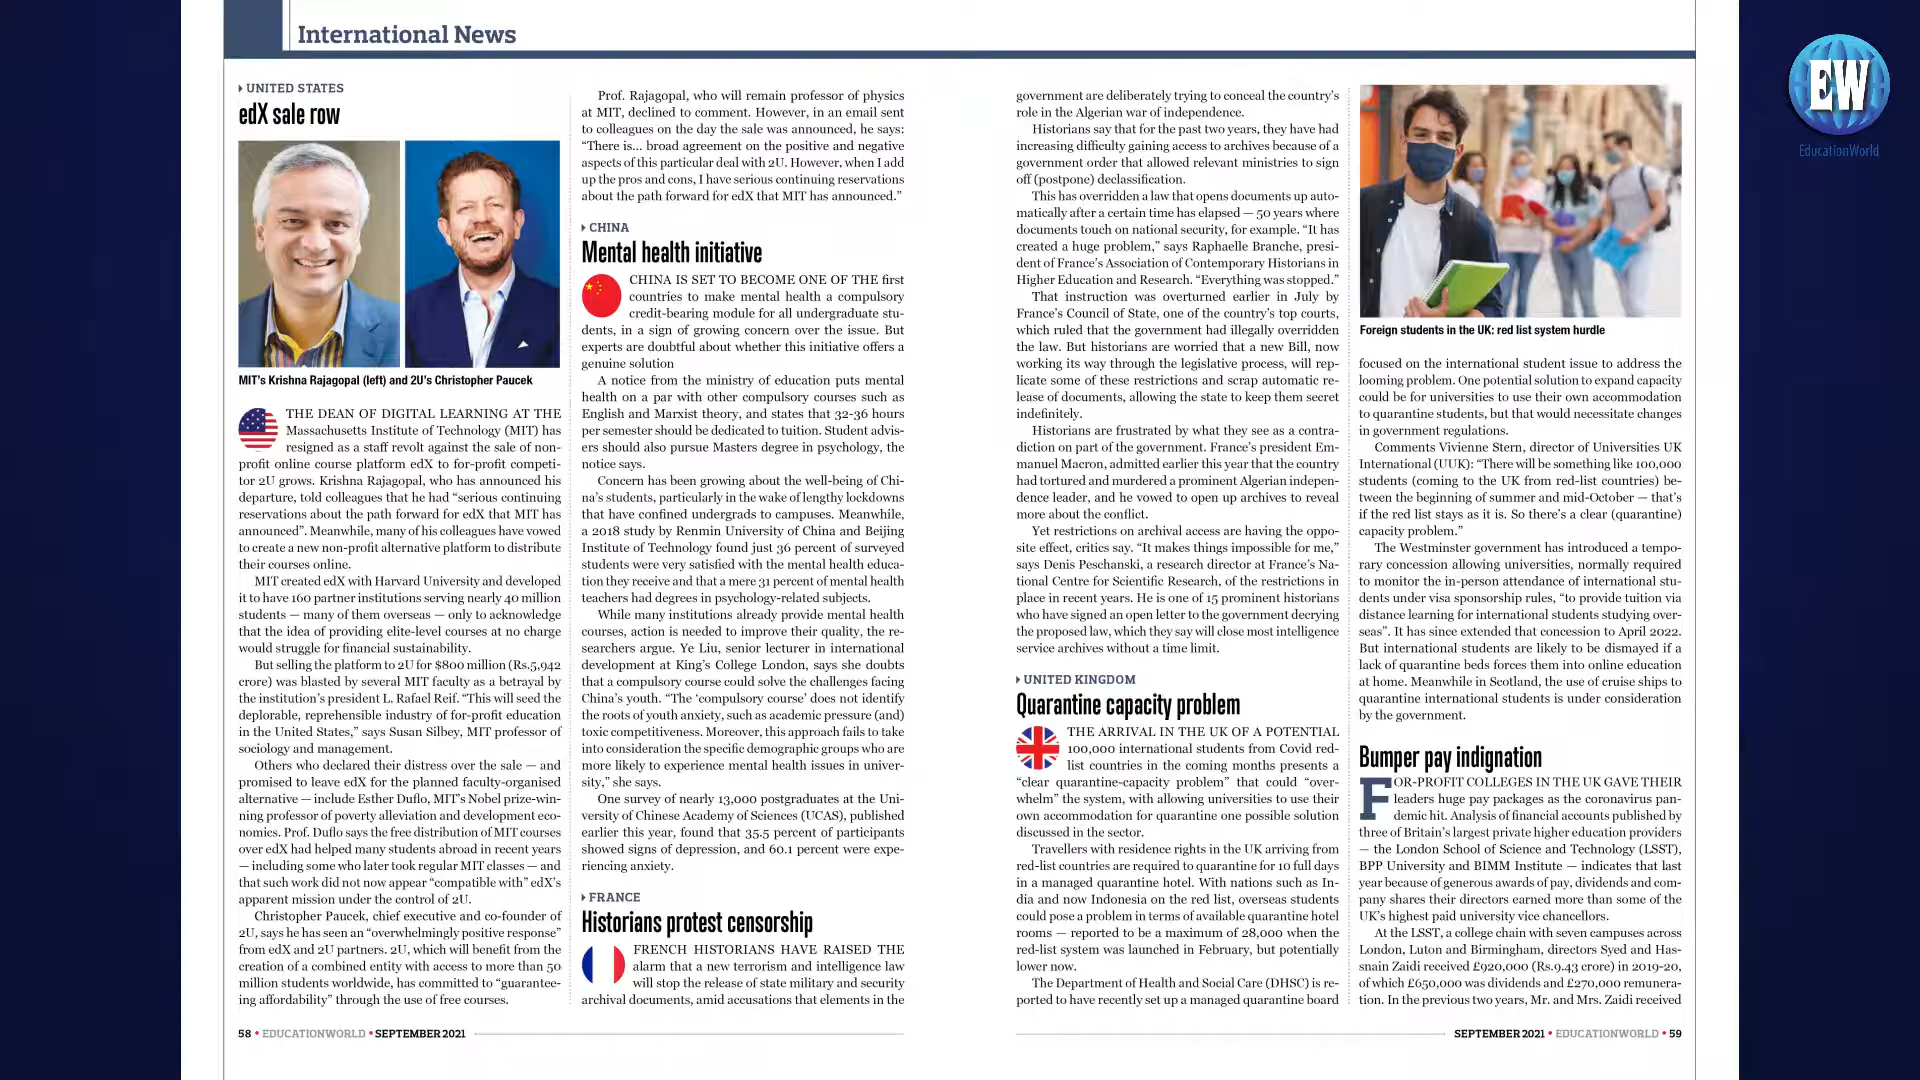 International News
UNITED STATES
edX sale row
MIT's Krishna Rajagopal (left) and 2U's Christopher Paucek
THE DEAN OF DIGITAL LEARNING AT THE
Massachusetts Institute of Technology (MIT) has
resigned as a staff revolt against the sale of non-
profit online course platform edX to for-profit competi-
tor 2U grows. Krishna Rajagopal, who has announced his
departure, told colleagues that he had “serious continuing
reservations about the path forward for edX that MIT has
announced”. Meanwhile, many of his colleagues have vowed
to create a new non-profit alternative platform to distribute
their courses online.
MIT created edX with Harvard University and developed
it to have 160 partner institutions serving nearly 40 million
students — many of them overseas — only to acknowledge
that the idea of providing elite-level courses at no charge
would struggle for financial sustainability.
But selling the platform to 2U for $800 million (Rs.5,942
crore) was blasted by several MIT faculty as a betrayal by
the institution's president L. Rafael Reif. “This will seed the
deplorable, reprehensible industry of for-profit education
in the United States,” says Susan Silbey, MIT professor of
sociology and management.
Others who declared their distress over the sale — and
promised to leave edX for the planned faculty-organised
alternative — include Esther Duflo, MIT's Nobel prize-win-
ning professor of poverty alleviation and development eco-
nomics. Prof. Duflo says the free distribution of MIT courses
over edX had helped many students abroad in recent years
— including some who later took regular MIT classes — and
that such work did not now appear “compatible with” edX's
apparent mission under the control of 2U.
Christopher Paucek, chief executive and co-founder of
2U, says he has seen an “overwhelmingly positive response”
from edX and 2U partners. 2U, which will benefit from the
creation of a combined entity with access to more than 50
million students worldwide, has committed to “guarantee-
ing affordability” through the use of free courses.
Prof. Rajagopal, who will remain professor of physics
at MIT, declined to comment. However, in an email sent
to colleagues on the day the sale was announced, he says:
“There is... broad agreement on the positive and negative
aspects of this particular deal with 2U. However, when I add
up the pros and cons, I have serious continuing reservations
about the path forward for edX that MIT has announced.”
CHINA
Mental health initiative
CHINA IS SET TO BECOME ONE OF THE first
countries to make mental health a compulsory
credit-bearing module for all undergraduate stu-
dents, in a sign of growing concern over the issue. But
experts are doubtful about whether this initiative offers a
genuine solution
A notice from the ministry of education puts mental
health on a par with other compulsory courses such as
English and Marxist theory, and states that 32-36 hours
per semester should be dedicated to tuition. Student advis-
ers should also pursue Masters degree in psychology, the
notice says.
Concern has been growing about the well-being of Chi-
na's students, particularly in the wake of lengthy lockdowns
that have confined undergrads to campuses. Meanwhile,
a 2018 study by Renmin University of China and Beijing
Institute of Technology found just 36 percent of surveyed
students were very satisfied with the mental health educa-
tion they receive and that a mere 31 percent of mental health
teachers had degrees in psychology-related subjects.
While many institutions already provide mental health
courses, action is needed to improve their quality, the re-
searchers argue. Ye Liu, senior lecturer in international
development at King's College London, says she doubts
that a compulsory course could solve the challenges facing
China's youth. “The ‘compulsory course’ does not identify
the roots of youth anxiety, such as academic pressure (and)
toxic competitiveness. Moreover, this approach fails to take
into consideration the specific demographic groups who are
more likely to experience mental health issues in univer-
sity,” she says.
One survey of nearly 13,000 postgraduates at the Uni-
versity of Chinese Academy of Sciences (UCAS), published
earlier this year, found that 35.5 percent of participants
showed signs of depression, and 60.1 percent were expe-
riencing anxiety.
FRANCE
Historians protest censorship
FRENCH HISTORIANS HAVE RAISED THE
alarm that a new terrorism and intelligence law
will stop the release of state military and security
archival documents, amid accusations that elements in the
58 • EDUCATIONWORLD • SEPTEMBER 2021
government are deliberately trying to conceal the country's
role in the Algerian war of independence.
Historians say that for the past two years, they have had
increasing difficulty gaining access to archives because of a
government order that allowed relevant ministries to sign
off (postpone) declassification.
This has overridden a law that opens documents up auto-
matically after a certain time has elapsed — 50 years where
documents touch on national security, for example. “It has
created a huge problem,” says Raphaelle Branche, presi-
dent of France's Association of Contemporary Historians in
Higher Education and Research. “Everything was stopped.”
That instruction was overturned earlier in July by
France's Council of State, one of the country's top courts,
which ruled that the government had illegally overridden
the law. But historians are worried that a new Bill, now
working its way through the legislative process, will rep-
licate some of these restrictions and scrap automatic re-
lease of documents, allowing the state to keep them secret
indefinitely.
Historians are frustrated by what they see as a contra-
diction on part of the government. France's president Em-
manuel Macron, admitted earlier this year that the country
had tortured and murdered a prominent Algerian indepen-
dence leader, and he vowed to open up archives to reveal
more about the conflict.
Yet restrictions on archival access are having the oppo-
site effect, critics say. “It makes things impossible for me,”
says Denis Peschanski, a research director at France's Na-
tional Centre for Scientific Research, of the restrictions in
place in recent years. He is one of 15 prominent historians
who have signed an open letter to the government decrying
the proposed law, which they say will close most intelligence
service archives without a time limit.
UNITED KINGDOM
Quarantine capacity problem
THE ARRIVAL IN THE UK OF A POTENTIAL
100,000 international students from Covid red-
list countries in the coming months presents a
“clear quarantine-capacity problem” that could “over-
whelm” the system, with allowing universities to use their
own accommodation for quarantine one possible solution
discussed in the sector.
Travellers with residence rights in the UK arriving from
red-list countries are required to quarantine for 10 full days
in a managed quarantine hotel. With nations such as In-
dia and now Indonesia on the red list, overseas students
could pose a problem in terms of available quarantine hotel
rooms — reported to be a maximum of 28,000 when the
red-list system was launched in February, but potentially
lower now.
The Department of Health and Social Care (DHSC) is re-
ported to have recently set up a managed quarantine board
Foreign students in the UK: red list system hurdle
focused on the international student issue to address the
looming problem. One potential solution to expand capacity
could be for universities to use their own accommodation
to quarantine students, but that would necessitate changes
in government regulations.
Comments Vivienne Stern, director of Universities UK
International (UUK): “There will be something like 100,000
students (coming to the UK from red-list countries) be-
tween the beginning of summer and mid-October — that's
if the red list stays as it is. So there's a clear (quarantine)
capacity problem.”
The Westminster government has introduced a tempo-
rary concession allowing universities, normally required
to monitor the in-person attendance of international stu-
dents under visa sponsorship rules, “to provide tuition via
distance learning for international students studying over-
seas”. It has since extended that concession to April 2022.
But international students are likely to be dismayed if a
lack of quarantine beds forces them into online education
at home. Meanwhile in Scotland, the use of cruise ships to
quarantine international students is under consideration
by the government.
Bumper pay indignation
FOR-PROFIT COLLEGES IN THE UK GAVE THEIR
leaders huge pay packages as the coronavirus pan-
demic hit. Analysis of financial accounts published by
three of Britain's largest private higher education providers
— the London School of Science and Technology (LSST),
BPP University and BIMM Institute — indicates that last
year because of generous awards of pay, dividends and com-
pany shares their directors earned more than some of the
UK's highest paid university vice chancellors.
At the LSST, a college chain with seven campuses across
London, Luton and Birmingham, directors Syed and Has-
snain Zaidi received £920,000 (Rs.9.43 crore) in 2019-20,
of which £650,000 was dividends and £270,000 remunera-
tion. In the previous two years, Mr. and Mrs. Zaidi received
SEPTEMBER 2021 • EDUCATIONWORLD • 59
EW
EducationWorld